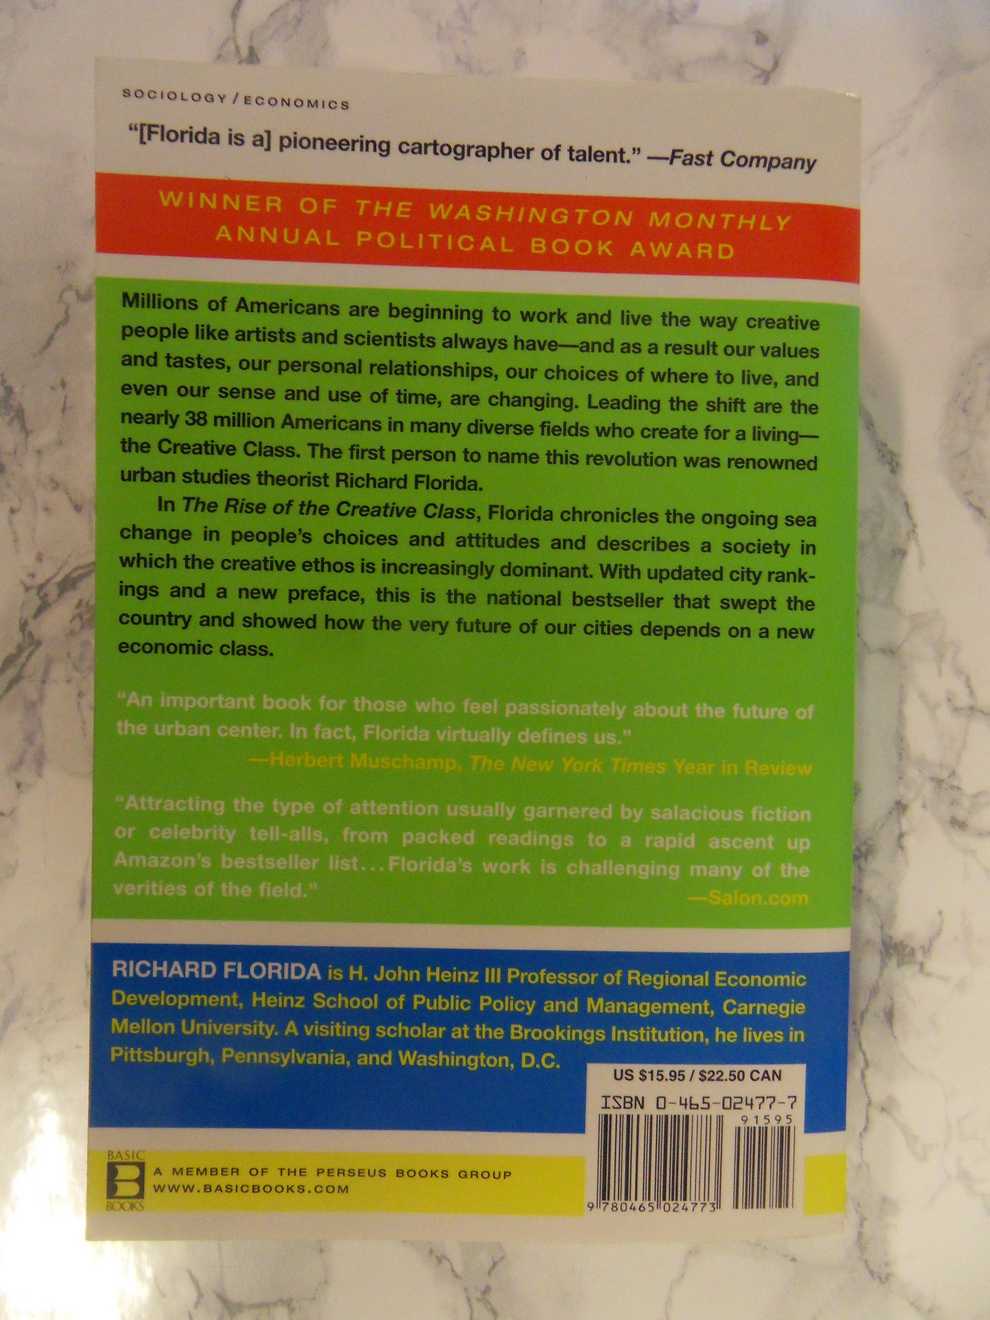 SOCIOLOGY/ECONOMICS
“[Florida is a] pioneering cartographer of talent.” —Fast Company
WINNER OF THE WASHINGTON MONTHLY
ANNUAL POLITICAL BOOK AWARD
Millions of Americans are beginning to work and live the way creative
people like artists and scientists always have—and as a result our values
and tastes, our personal relationships, our choices of where to live, and
even our sense and use of time, are changing. Leading the shift are the
nearly 38 million Americans in many diverse fields who create for a living—
the Creative Class. The first person to name this revolution was renowned
urban studies theorist Richard Florida.
In The Rise of the Creative Class, Florida chronicles the ongoing sea
change in people’s choices and attitudes and describes a society in
which the creative ethos is increasingly dominant. With updated city rank-
ings and a new preface, this is the national bestseller that swept the
country and showed how the very future of our cities depends on a new
economic class.
“An important book for those who feel passionately about the future of
the urban center. In fact, Florida virtually defines us.”
—Herbert Muschamp, The New York Times Year in Review
“Attracting the type of attention usually garnered by salacious fiction
or celebrity tell-alls, from packed readings to a rapid ascent up
Amazon’s bestseller list...Florida’s work is challenging many of the
verities of the field.”
—Salon.com
RICHARD FLORIDA is H. John Heinz III Professor of Regional Economic
Development, Heinz School of Public Policy and Management, Carnegie
Mellon University. A visiting scholar at the Brookings Institution, he lives in
Pittsburgh, Pennsylvania, and Washington, D.C.
US $15.95 / $22.50 CAN
ISBN 0-465-02477-7
91595
9 780465 024773
BASIC
B
BOOKS
A MEMBER OF THE PERSEUS BOOKS GROUP
WWW.BASICBOOKS.COM